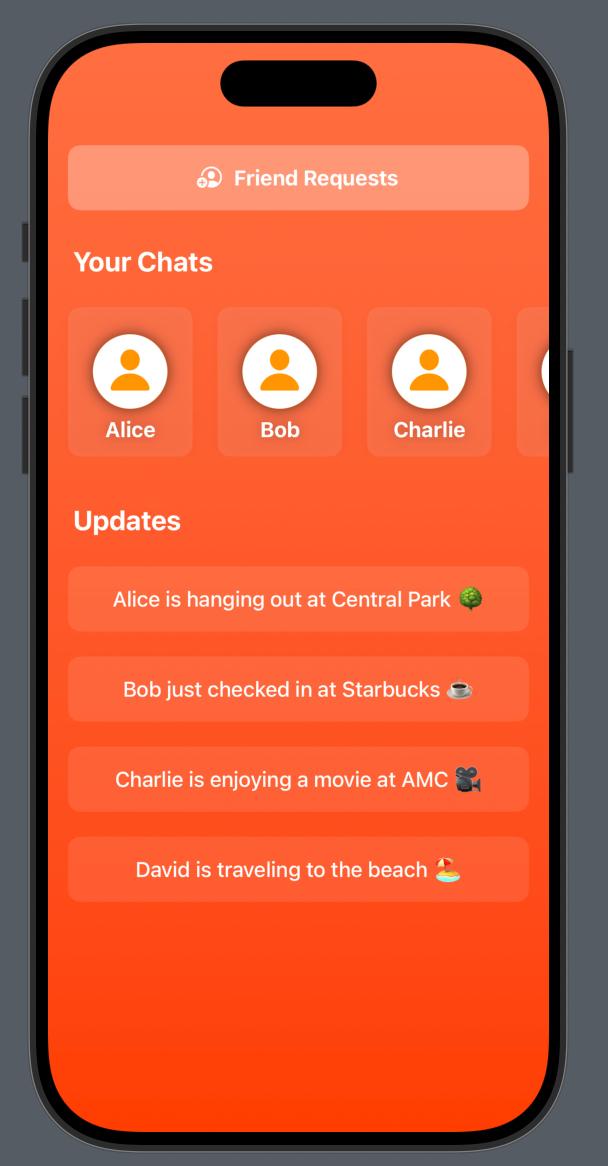 Friend Requests
Your Chats
Alice
Bob
Charlie
Updates
Alice is hanging out at Central Park 🌳
Bob just checked in at Starbucks ☕
Charlie is enjoying a movie at AMC 🎥
David is traveling to the beach 🏖️